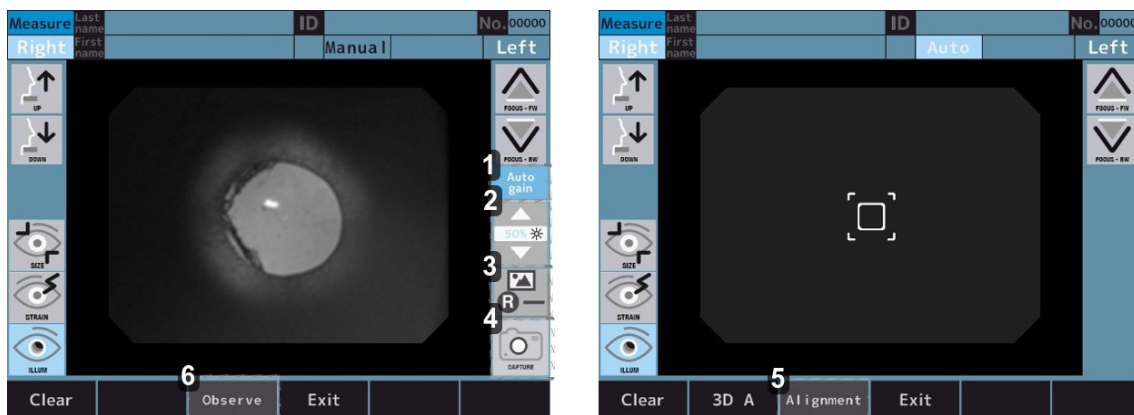 Measure Last name ID No. 00000
Right First name Manual Left
UP
FOCUS - FW
DOWN
FOCUS - BW
1
Auto gain
2
50%
SIZE
3
R
STRAIN
4
ILLUM
CAPTURE
6
Clear Observe Exit
Measure Last name ID No. 00000
Right First name Auto Left
UP
FOCUS - FW
DOWN
FOCUS - BW
SIZE
STRAIN
ILLUM
5
Clear 3D A Alignment Exit